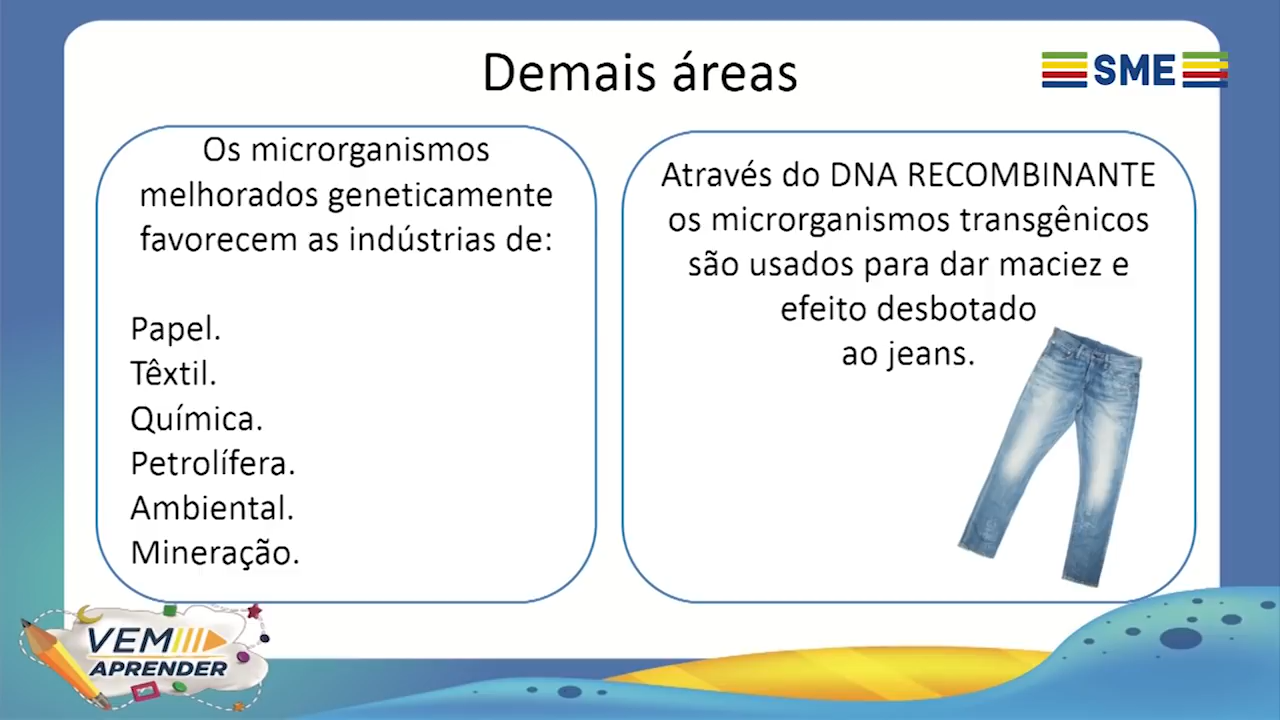 Demais áreas
SME
Os microrganismos
melhorados geneticamente
favorecem as indústrias de:
Papel.
Têxtil.
Química.
Petrolífera.
Ambiental.
Mineração.
Através do DNA RECOMBINANTE
os microrganismos transgênicos
são usados para dar maciez e
efeito desbotado
ao jeans.
VEM
APRENDER